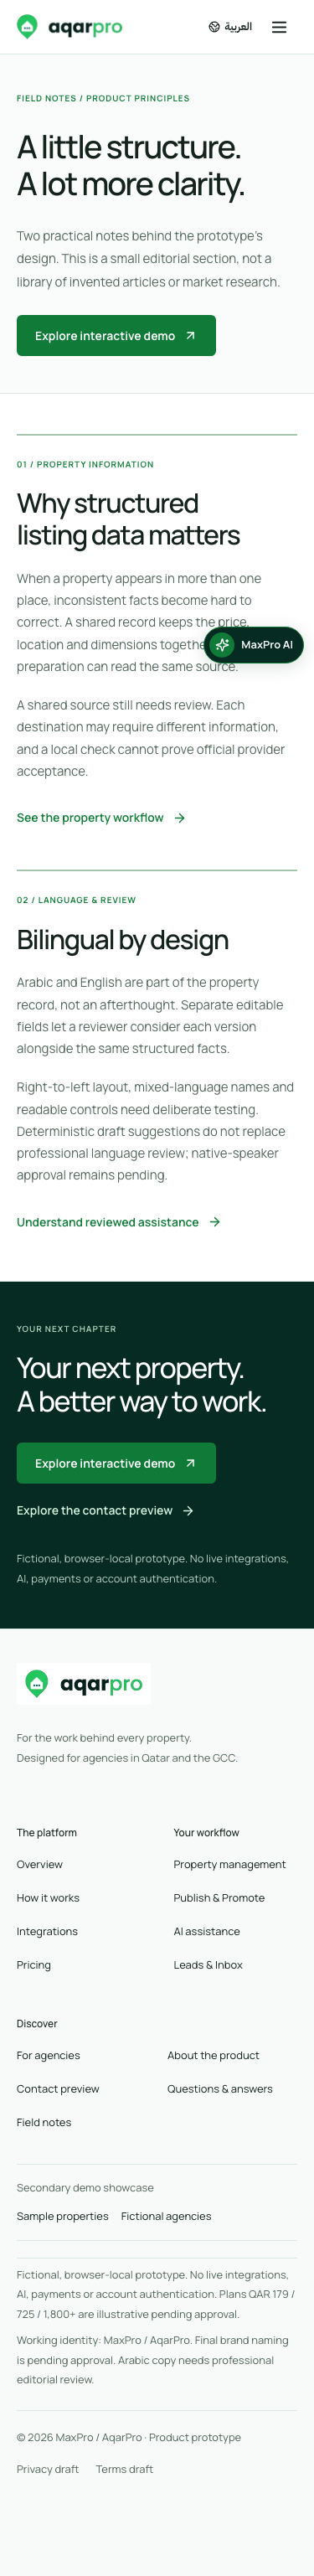 aqarpro
العربية
FIELD NOTES / PRODUCT PRINCIPLES
A little structure.
A lot more clarity.
Two practical notes behind the prototype's
design. This is a small editorial section, not a
library of invented articles or market research.
Explore interactive demo
01 / PROPERTY INFORMATION
Why structured
listing data matters
When a property appears in more than one
place, inconsistent facts become hard to
correct. A shared record keeps the price,
location and dimensions together
MaxPro AI
preparation can read the same source.
A shared source still needs review. Each
destination may require different information,
and a local check cannot prove official provider
acceptance.
See the property workflow
02 / LANGUAGE & REVIEW
Bilingual by design
Arabic and English are part of the property
record, not an afterthought. Separate editable
fields let a reviewer consider each version
alongside the same structured facts.
Right-to-left layout, mixed-language names and
readable controls need deliberate testing.
Deterministic draft suggestions do not replace
professional language review; native-speaker
approval remains pending.
Understand reviewed assistance
YOUR NEXT CHAPTER
Your next property.
A better way to work.
Explore interactive demo
Explore the contact preview
Fictional, browser-local prototype. No live integrations,
AI, payments or account authentication.
aqarpro
For the work behind every property.
Designed for agencies in Qatar and the GCC.
The platform
Overview
How it works
Integrations
Pricing
Your workflow
Property management
Publish & Promote
AI assistance
Leads & Inbox
Discover
For agencies
About the product
Contact preview
Questions & answers
Field notes
Secondary demo showcase
Sample properties
Fictional agencies
Fictional, browser-local prototype. No live integrations,
AI, payments or account authentication. Plans QAR 179 /
725 / 1,800+ are illustrative pending approval.
Working identity: MaxPro / AqarPro. Final brand naming
is pending approval. Arabic copy needs professional
editorial review.
© 2026 MaxPro / AqarPro · Product prototype
Privacy draft
Terms draft